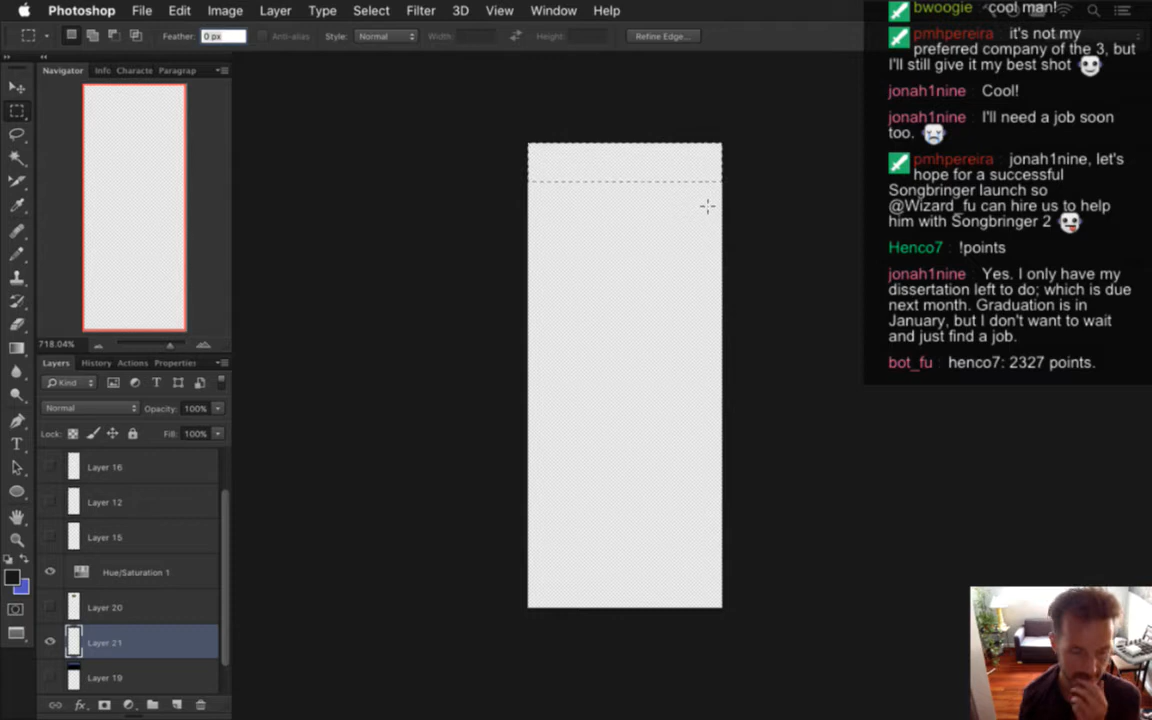 Photoshop File Edit Image Layer Type Select Filter 3D View Window Help
Feather: 0 px Anti-alias Style: Normal Width: Height: Refine Edge...
Navigator Info Characte Paragrap
718.04%
Layers History Actions Properties
Kind
Normal Opacity: 100%
Lock: Fill: 100%
Layer 16
Layer 12
Layer 15
Hue/Saturation 1
Layer 20
Layer 21
Layer 19
fx
bwoogie cool man!
pmhpereira it's not my
preferred company of the 3, but
I'll still give it my best shot
jonah1nine Cool!
jonah1nine I'll need a job soon
too.
pmhpereira jonah1nine, let's
hope for a successful
Songbringer launch so
@Wizard_fu can hire us to help
him with Songbringer 2
Henco7 !points
jonah1nine Yes. I only have my
dissertation left to do; which is due
next month. Graduation is in
January, but I don't want to wait
and just find a job.
bot_fu henco7: 2327 points.